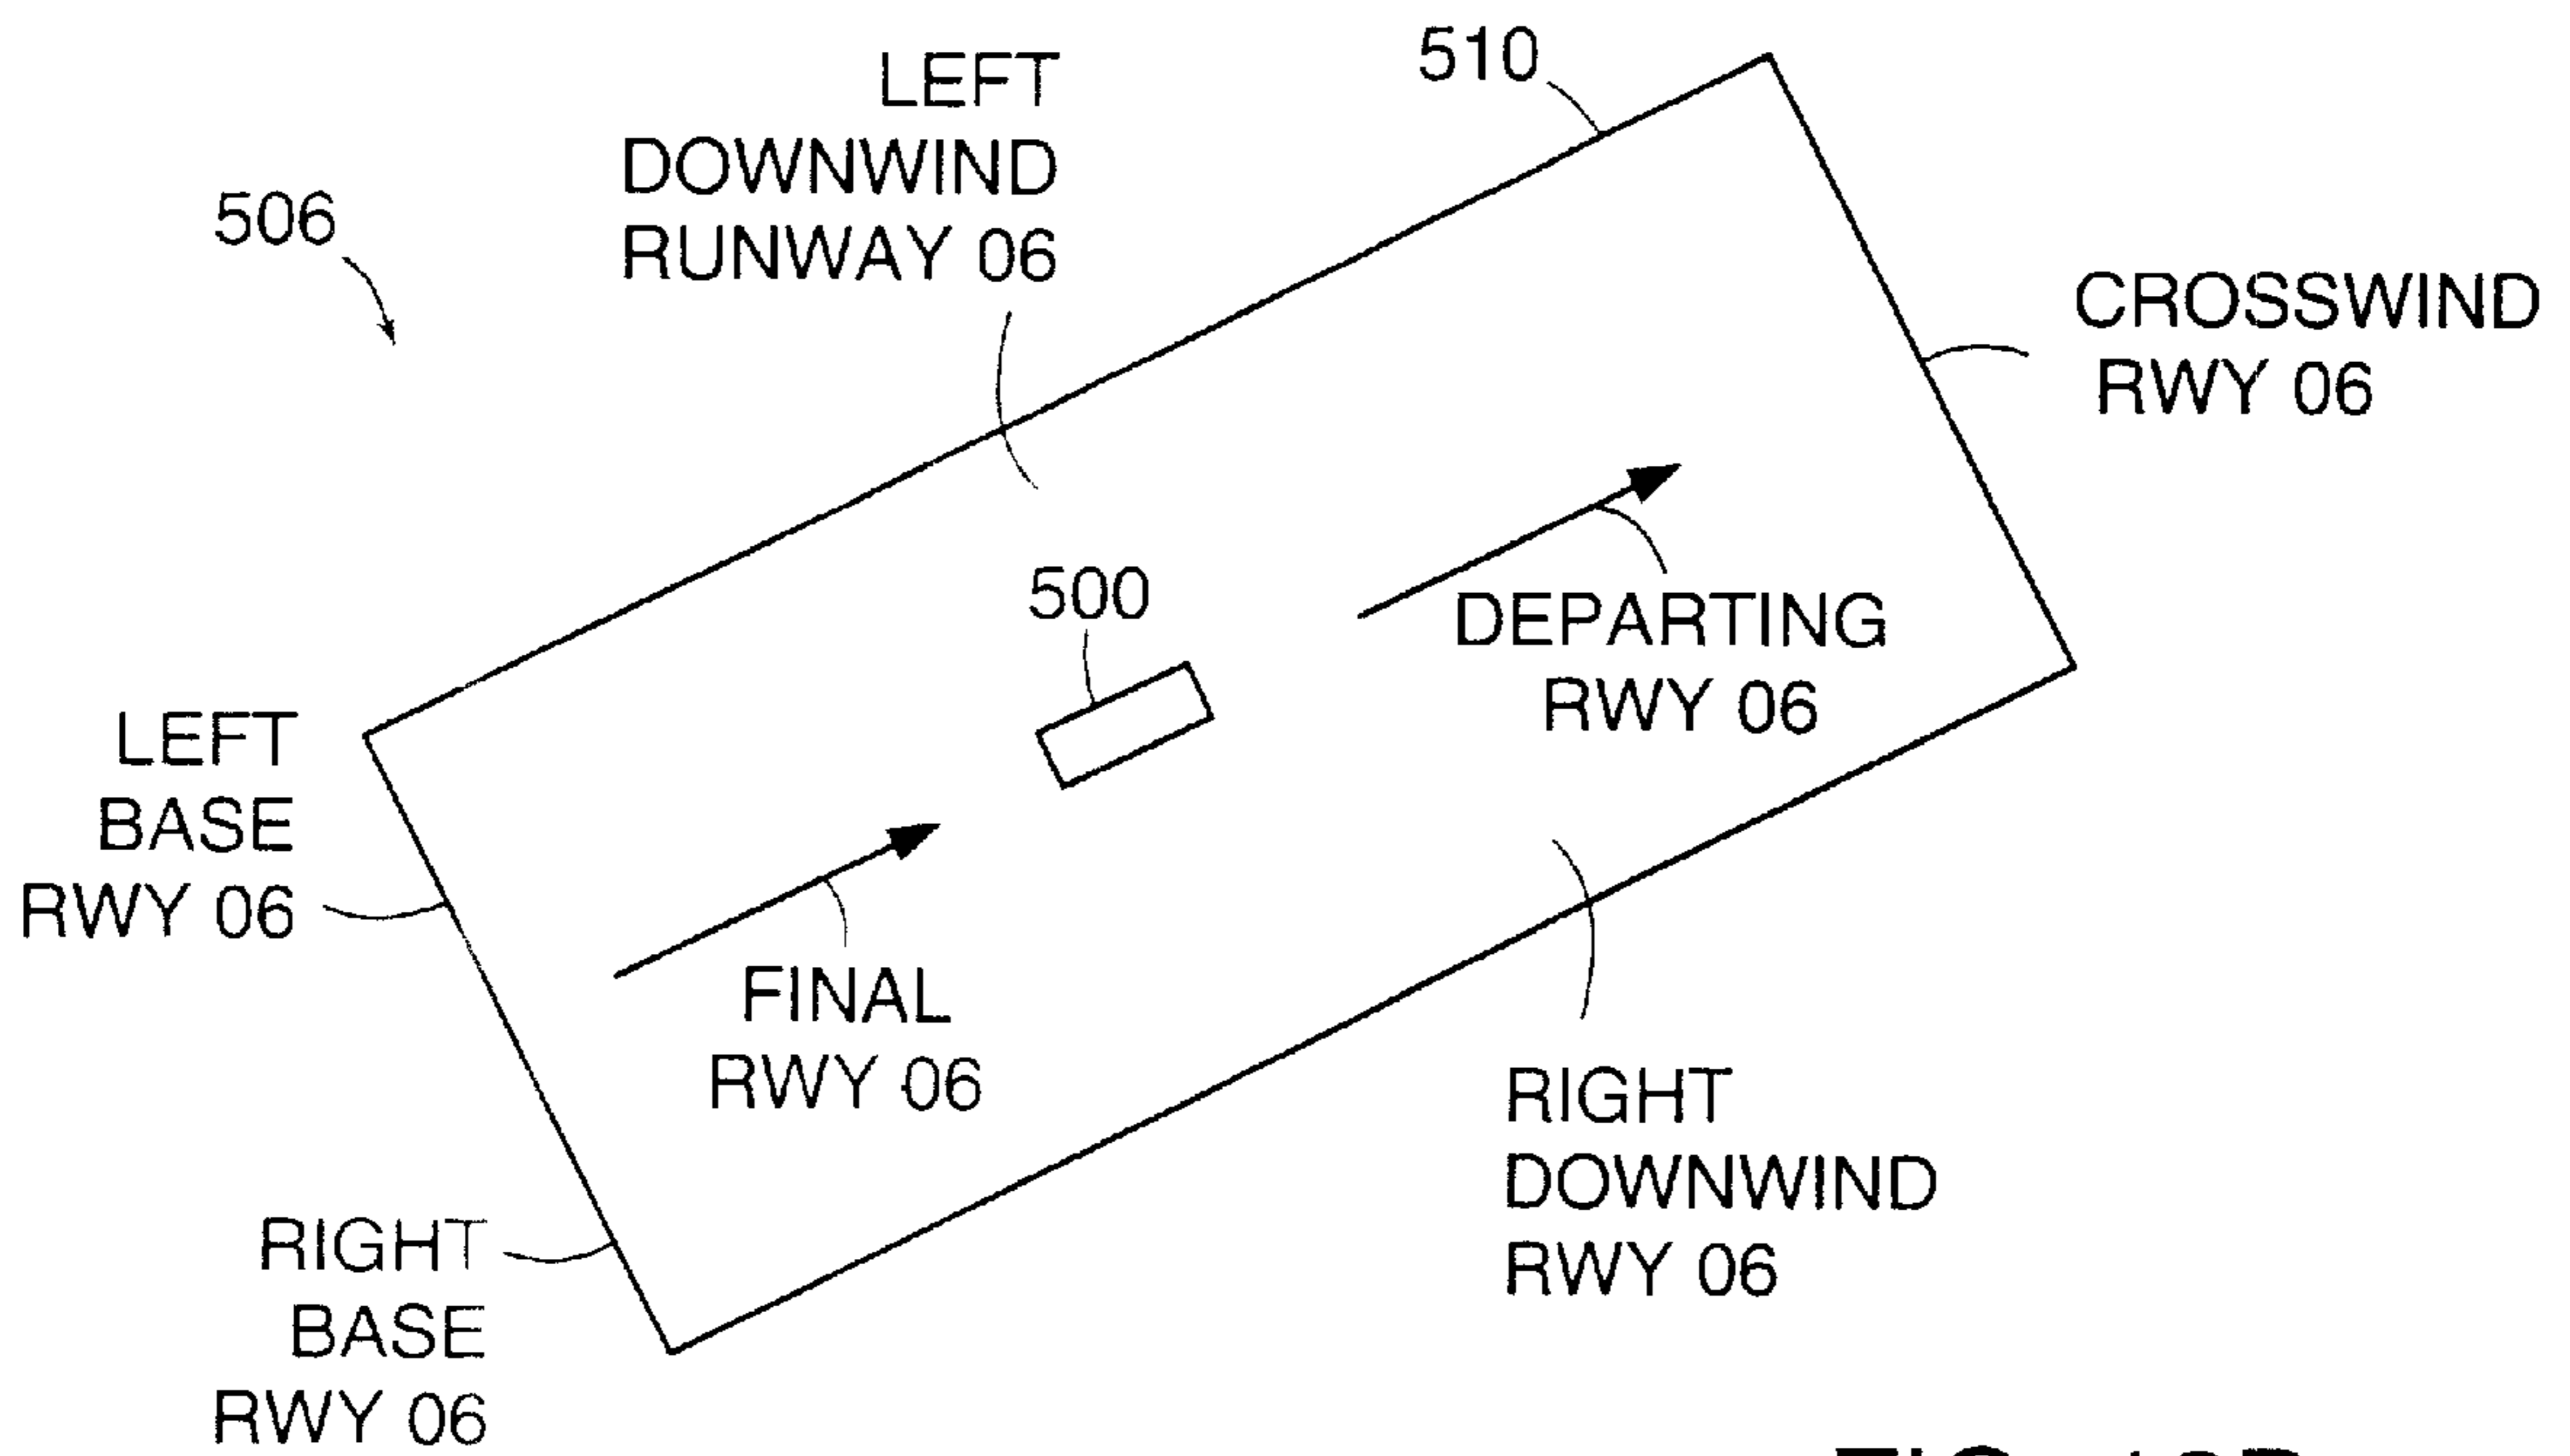 510
LEFT
DOWNWIND
RUNWAY 06
506
CROSSWIND
RWY 06
500
DEPARTING
RWY 06
LEFT
BASE
RWY 06
FINAL
RWY 06
RIGHT
DOWNWIND
RWY 06
RIGHT
BASE
RWY 06